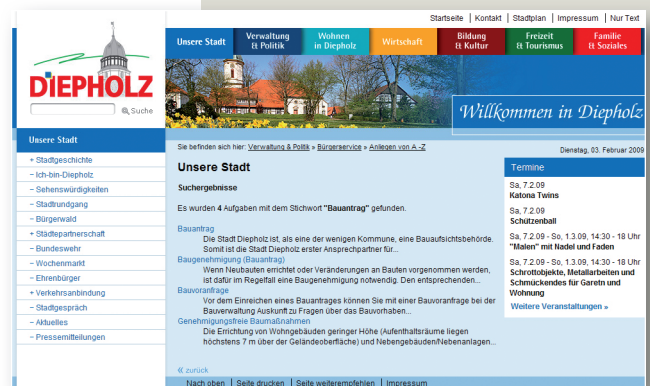 Startseite | Kontakt | Stadtplan | Impressum | Nur Text
Unsere Stadt
Verwaltung
& Politik
Wohnen
in Diepholz
Wirtschaft
Bildung
& Kultur
Freizeit
& Tourismus
Familie
& Soziales
DIEPHOLZ
Suche
Willkommen in Diepholz
Unsere Stadt
+ Stadtgeschichte
– Ich-bin-Diepholz
– Sehenswürdigkeiten
– Stadtrundgang
– Bürgerwald
+ Städtepartnerschaft
– Bundeswehr
– Wochenmarkt
– Ehrenbürger
+ Verkehrsanbindung
– Stadtgespräch
– Aktuelles
– Pressemitteilungen
Sie befinden sich hier: Verwaltung & Politik » Bürgerservice » Anliegen von A -Z
Unsere Stadt
Suchergebnisse
Es wurden 4 Aufgaben mit dem Stichwort "Bauantrag" gefunden.
Bauantrag
Die Stadt Diepholz ist, als eine der wenigen Kommune, eine Bauaufsichtsbehörde.
Somit ist die Stadt Diepholz erster Ansprechpartner für...
Baugenehmigung (Bauantrag)
Wenn Neubauten errichtet oder Veränderungen an Bauten vorgenommen werden,
ist dafür im Regelfall eine Baugenehmigung notwendig. Den entsprechenden...
Bauvoranfrage
Vor dem Einreichen eines Bauantrages können Sie mit einer Bauvoranfrage bei der
Bauverwaltung Auskunft zu Fragen über das Bauvorhaben...
Genehmigungsfreie Baumaßnahmen
Die Errichtung von Wohngebäuden geringer Höhe (Aufenthaltsräume liegen
höchstens 7 m über der Geländeoberfläche) und Nebengebäuden/Nebenanlagen...
« zurück
Nach oben | Seite drucken | Seite weiterempfehlen | Impressum
Dienstag, 03. Februar 2009
Termine
Sa, 7.2.09
Katona Twins
Sa, 7.2.09
Schützenball
Sa, 7.2.09 - So, 1.3.09, 14:30 - 18 Uhr
"Malen" mit Nadel und Faden
Sa, 7.2.09 - So, 1.3.09, 14:30 - 18 Uhr
Schrottobjekte, Metallarbeiten und
Schmückendes für Garetn und
Wohnung
Weitere Veranstaltungen »